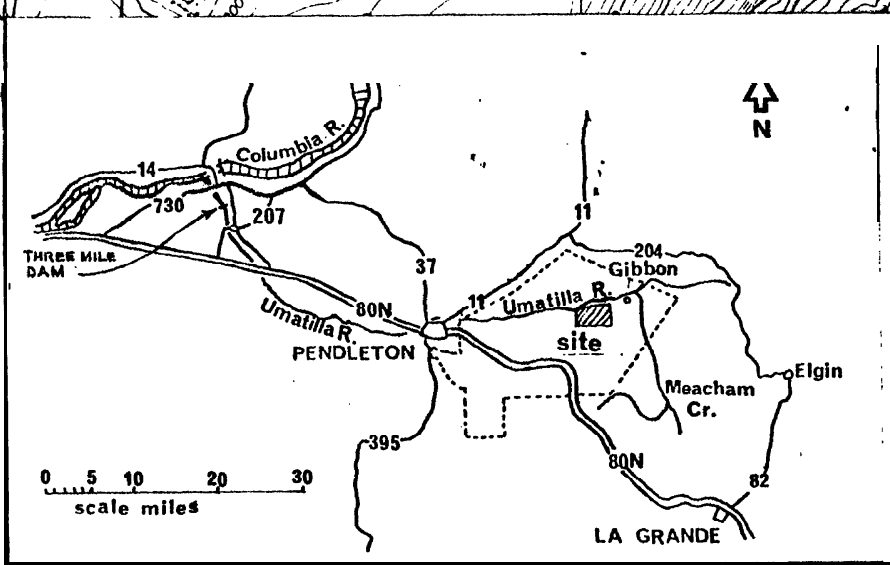 00
N
Columbia R.
14
730
207
11
THREE MILE
DAM
37
204
Gibbon
11
Umatilla R.
80N
Umatilla R.
PENDLETON
site
Meacham
Cr.
Elgin
395
80N
82
0 5 10 20 30
scale miles
LA GRANDE